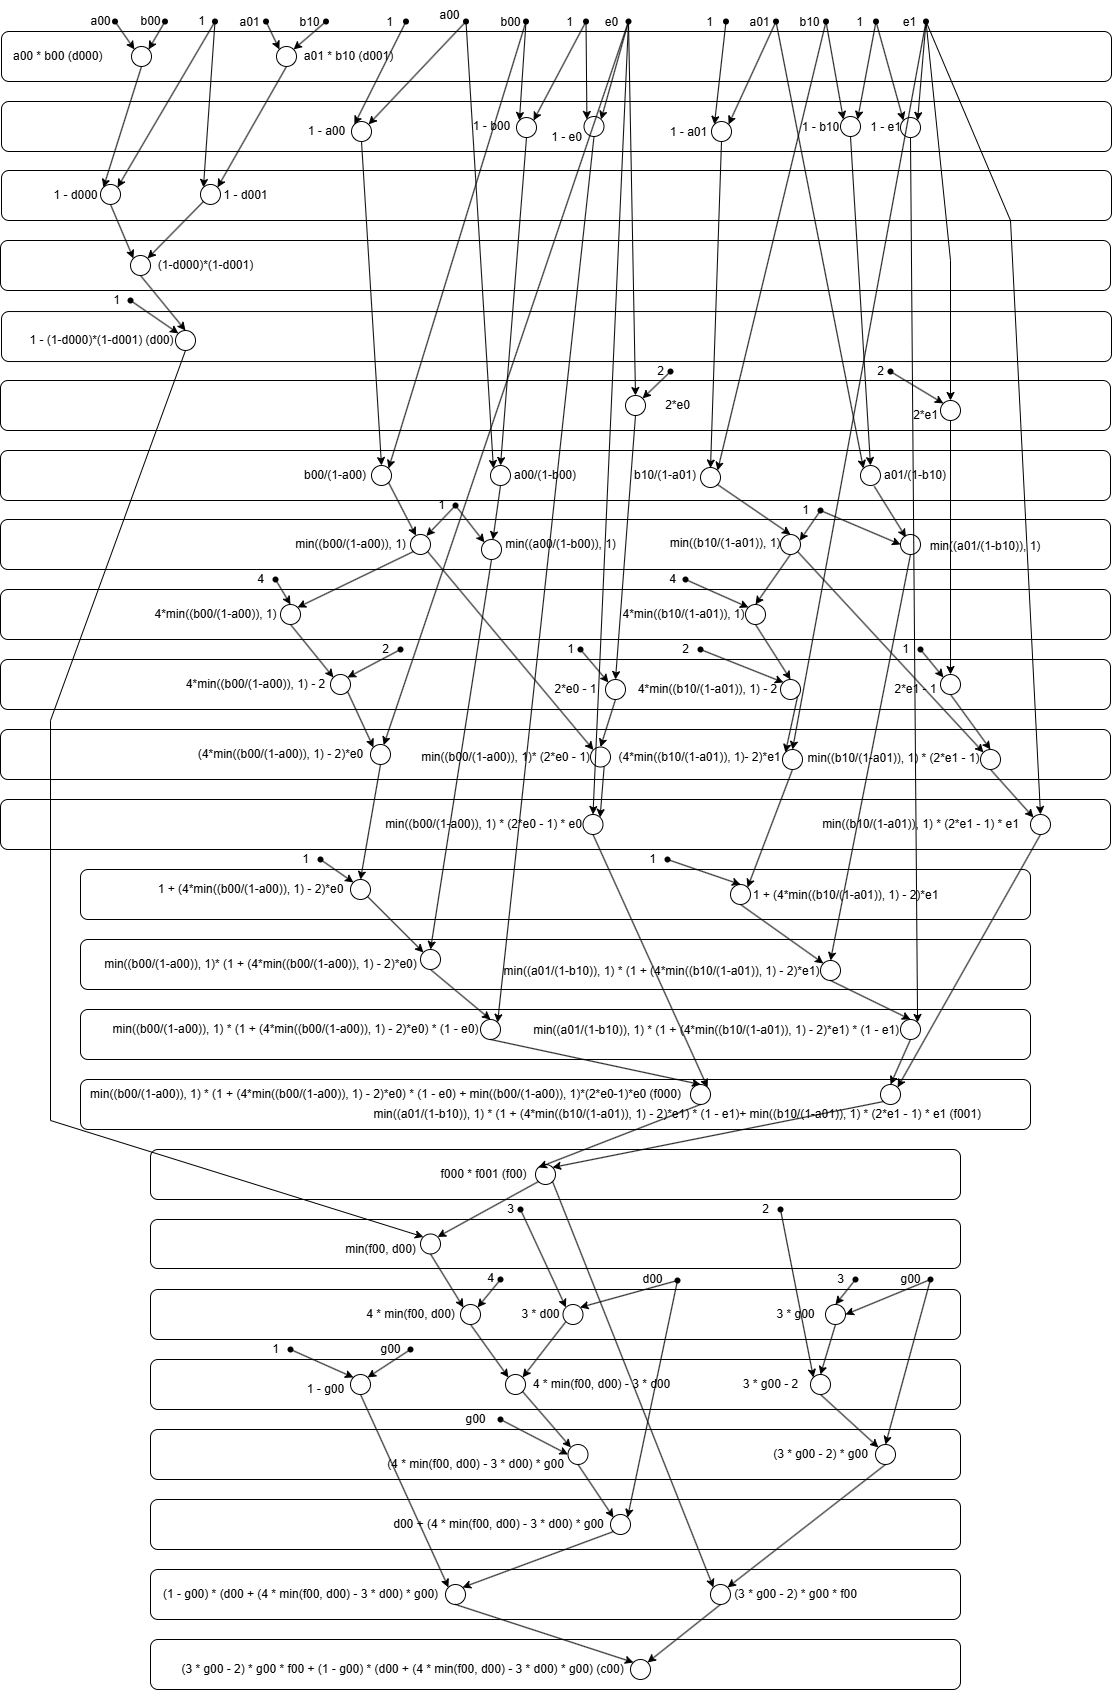 a00 b00 1 a01 b10 1 a00 b00 1 e0 1 a01 b10 1 e1
a00 * b00 (d000) a01 * b10 (d001)
1 - a00 1 - b00 1 - e0 1 - a01 1 - b10 1 - e1
1 - d000 1 - d001
(1-d000)*(1-d001)
1
1 - (1-d000)*(1-d001) (d00)
2 2
2*e0 2*e1
b00/(1-a00) a00/(1-b00) b10/(1-a01) a01/(1-b10)
1 1
min((b00/(1-a00)), 1) min((a00/(1-b00)), 1) min((b10/(1-a01)), 1) min((a01/(1-b10)), 1)
4 4
4*min((b00/(1-a00)), 1) 4*min((b10/(1-a01)), 1)
2 1 2 1
4*min((b00/(1-a00)), 1) - 2 2*e0 - 1 4*min((b10/(1-a01)), 1) - 2 2*e1 - 1
(4*min((b00/(1-a00)), 1) - 2)*e0 min((b00/(1-a00)), 1)* (2*e0 - 1) (4*min((b10/(1-a01)), 1)- 2)*e1 min((b10/(1-a01)), 1) * (2*e1 - 1)
min((b00/(1-a00)), 1) * (2*e0 - 1) * e0 min((b10/(1-a01)), 1) * (2*e1 - 1) * e1
1 1
1 + (4*min((b00/(1-a00)), 1) - 2)*e0 1 + (4*min((b10/(1-a01)), 1) - 2)*e1
min((b00/(1-a00)), 1)* (1 + (4*min((b00/(1-a00)), 1) - 2)*e0) min((a01/(1-b10)), 1) * (1 + (4*min((b10/(1-a01)), 1) - 2)*e1)
min((b00/(1-a00)), 1) * (1 + (4*min((b00/(1-a00)), 1) - 2)*e0) * (1 - e0) min((a01/(1-b10)), 1) * (1 + (4*min((b10/(1-a01)), 1) - 2)*e1) * (1 - e1)
min((b00/(1-a00)), 1) * (1 + (4*min((b00/(1-a00)), 1) - 2)*e0) * (1 - e0) + min((b00/(1-a00)), 1)*(2*e0-1)*e0 (f000)
min((a01/(1-b10)), 1) * (1 + (4*min((b10/(1-a01)), 1) - 2)*e1) * (1 - e1)+ min((b10/(1-a01)), 1) * (2*e1 - 1) * e1 (f001)
f000 * f001 (f00)
3 2
min(f00, d00)
4 d00 3 g00
4 * min(f00, d00) 3 * d00 3 * g00
1 g00
1 - g00 4 * min(f00, d00) - 3 * d00 3 * g00 - 2
g00
(4 * min(f00, d00) - 3 * d00) * g00 (3 * g00 - 2) * g00
d00 + (4 * min(f00, d00) - 3 * d00) * g00
(1 - g00) * (d00 + (4 * min(f00, d00) - 3 * d00) * g00) (3 * g00 - 2) * g00 * f00
(3 * g00 - 2) * g00 * f00 + (1 - g00) * (d00 + (4 * min(f00, d00) - 3 * d00) * g00) (c00)